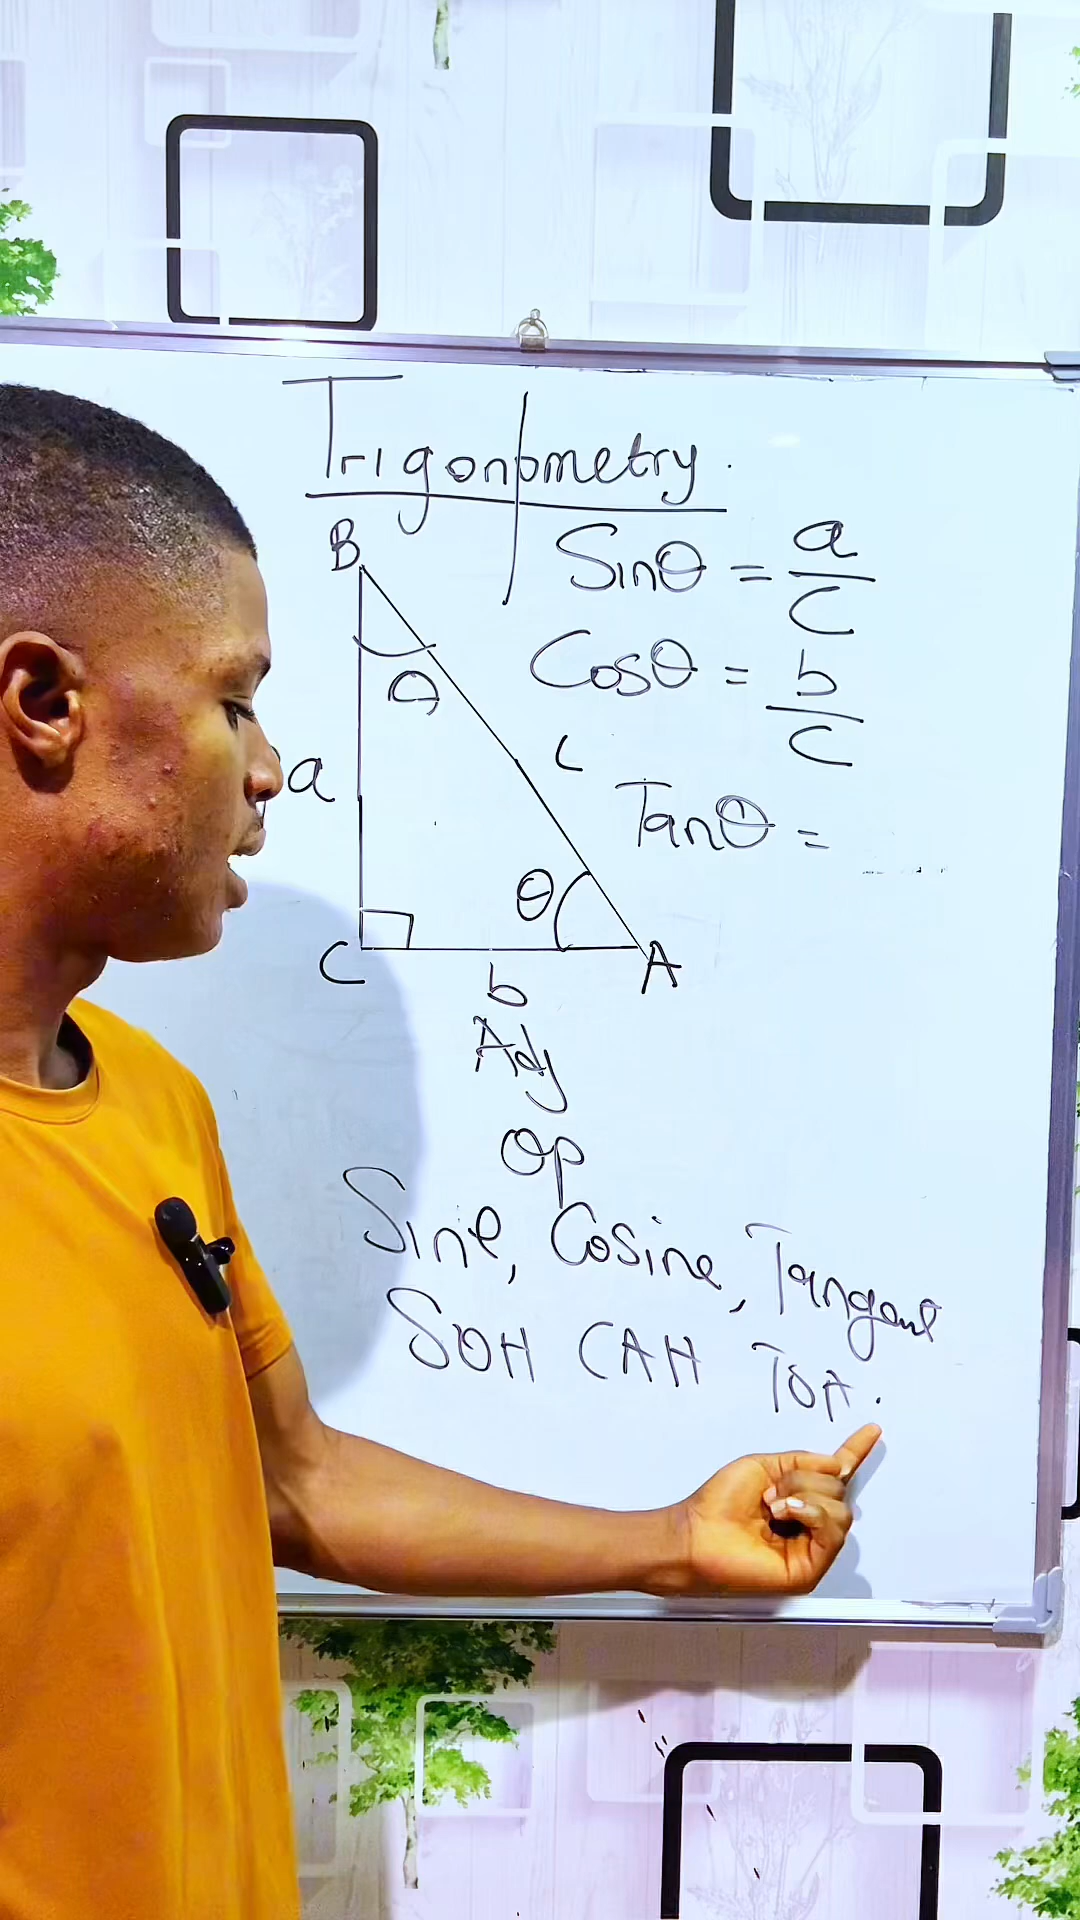 Trigonometry.
B
Sinθ = a/c
Cosθ = b/c
θ
a
c
Tanθ =
θ
C
A
b
Adj
Op
Sine, Cosine, Tangent
SOH CAH TOA.